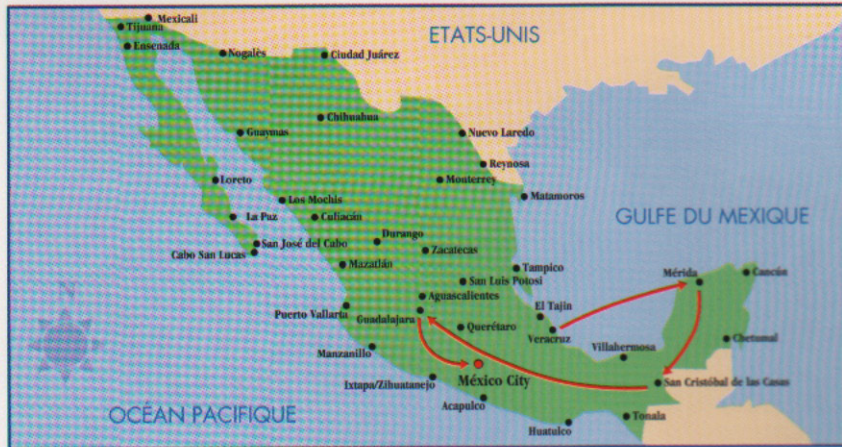 Mexicali
Tijuana
Ensenada
Nogalès
Ciudad Juárez
ETATS-UNIS
Chihuahua
Guaymas
Nuevo Laredo
Reynosa
Loreto
Monterrey
Matamoros
Los Mochis
La Paz
Culiacán
GULFE DU MEXIQUE
Durango
San José del Cabo
Cabo San Lucas
Zacatecas
Mazatlán
Tampico
Mérida
Cancún
San Luis Potosí
Aguascalientes
Puerto Vallarta
Guadalajara
El Tajin
Querétaro
Veracruz
Chetumal
Manzanillo
Villahermosa
México City
Ixtapa/Zihuatanejo
San Cristóbal de las Casas
Acapulco
OCÉAN PACIFIQUE
Huatulco
Tonala
N